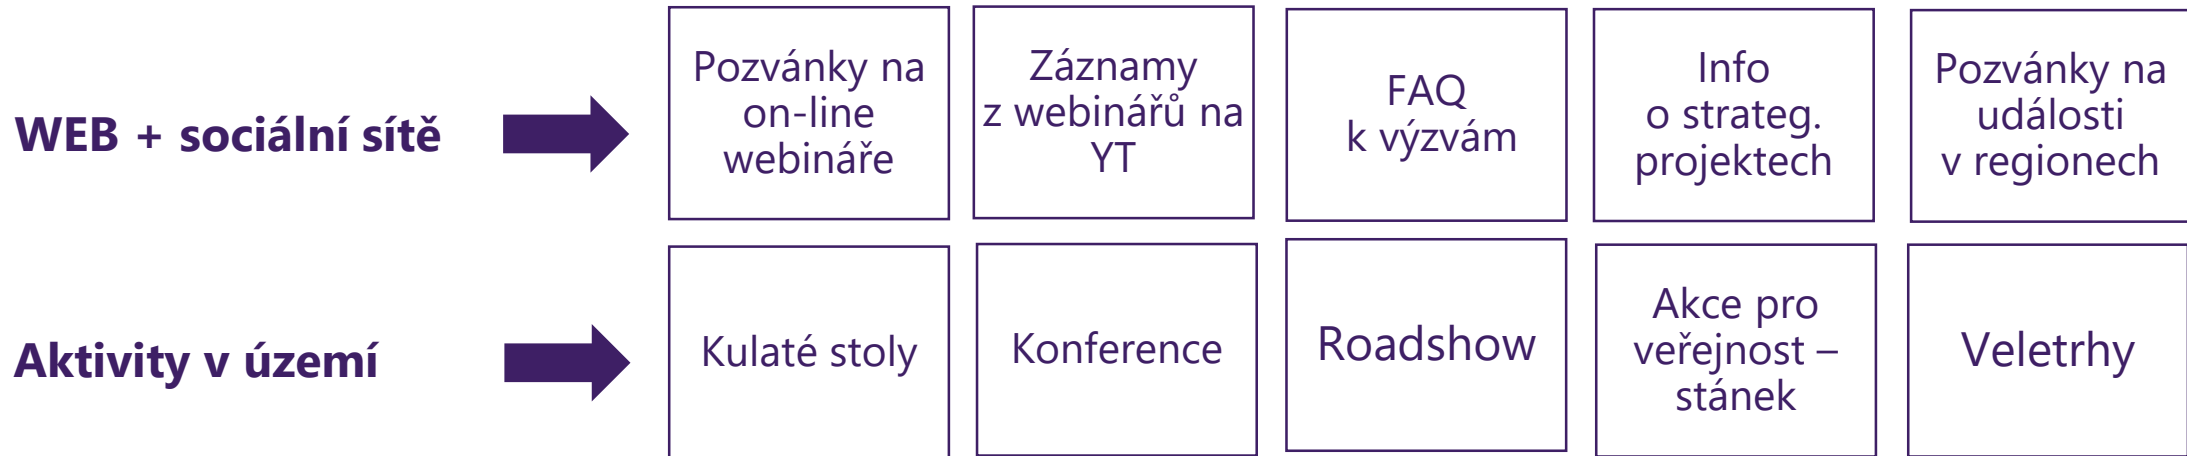 WEB + sociální sítě
Pozvánky na
on-line
webináře
Záznamy
z webinářů na
YT
FAQ
k výzvám
Info
o strateg.
projektech
Pozvánky na
události
v regionech
Aktivity v území
Kulaté stoly
Konference
Roadshow
Akce pro
veřejnost –
stánek
Veletrhy